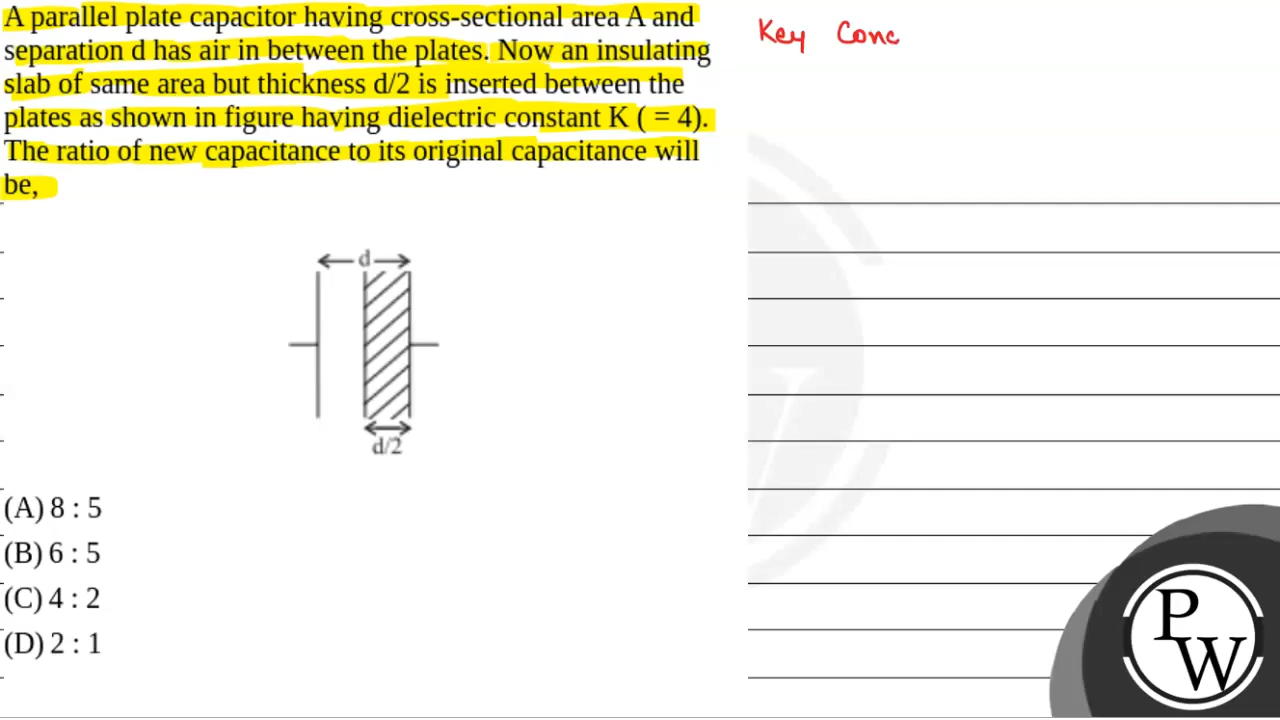 A parallel plate capacitor having cross-sectional area A and
separation d has air in between the plates. Now an insulating
slab of same area but thickness d/2 is inserted between the
plates as shown in figure having dielectric constant K ( = 4).
The ratio of new capacitance to its original capacitance will
be,
d
d/2
(A) 8 : 5
(B) 6 : 5
(C) 4 : 2
(D) 2 : 1
Key Conc
P
W